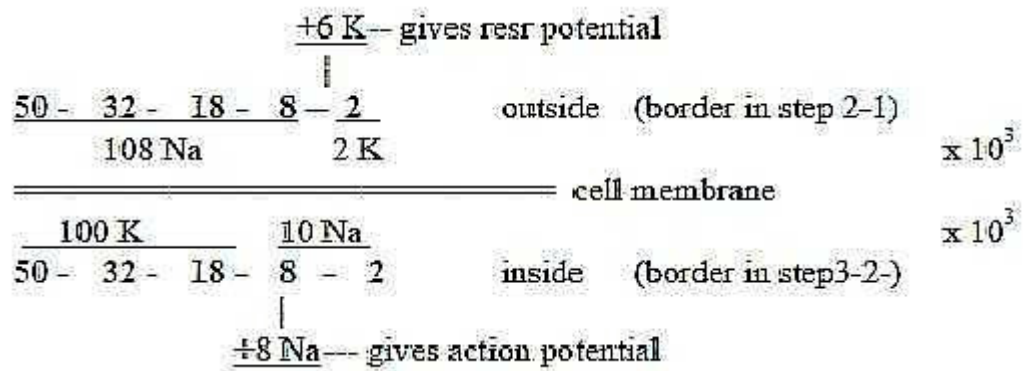 +6 K-- gives resr potential
50 - 32 - 18 - 8 -- 2 outside (border in step 2-1)
108 Na 2 K x 10³
cell membrane
100 K 10 Na x 10³
50 - 32 - 18 - 8 - 2 inside (border in step3-2-)
+8 Na--- gives action potential